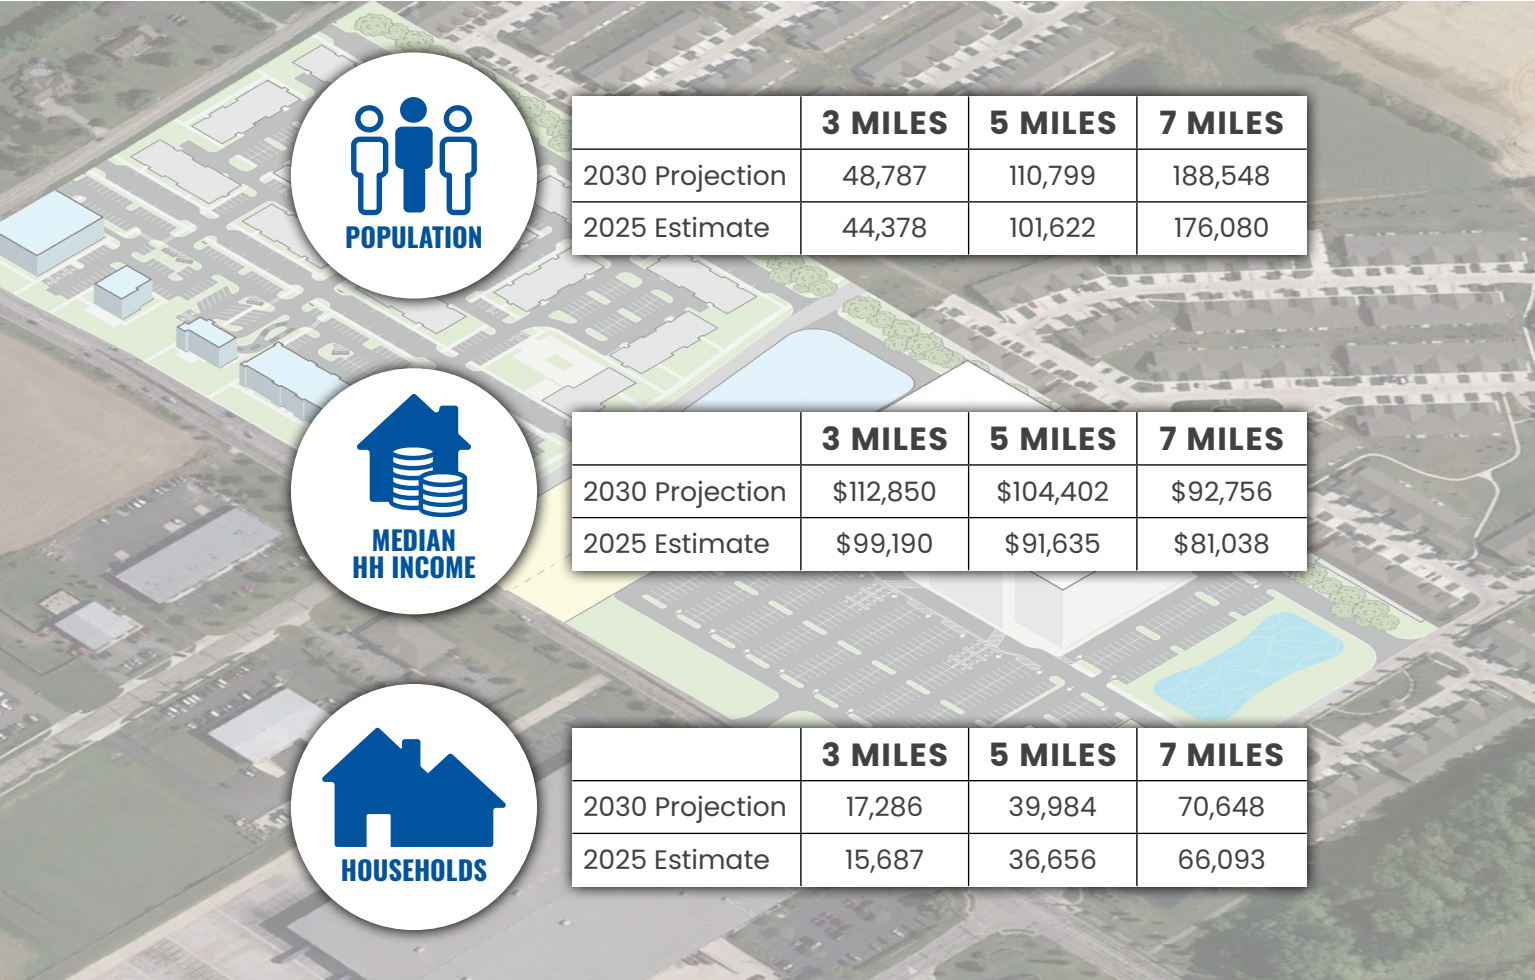 POPULATION
3 MILES 5 MILES 7 MILES
2030 Projection 48,787 110,799 188,548
2025 Estimate 44,378 101,622 176,080
MEDIAN
HH INCOME
3 MILES 5 MILES 7 MILES
2030 Projection $112,850 $104,402 $92,756
2025 Estimate $99,190 $91,635 $81,038
HOUSEHOLDS
3 MILES 5 MILES 7 MILES
2030 Projection 17,286 39,984 70,648
2025 Estimate 15,687 36,656 66,093